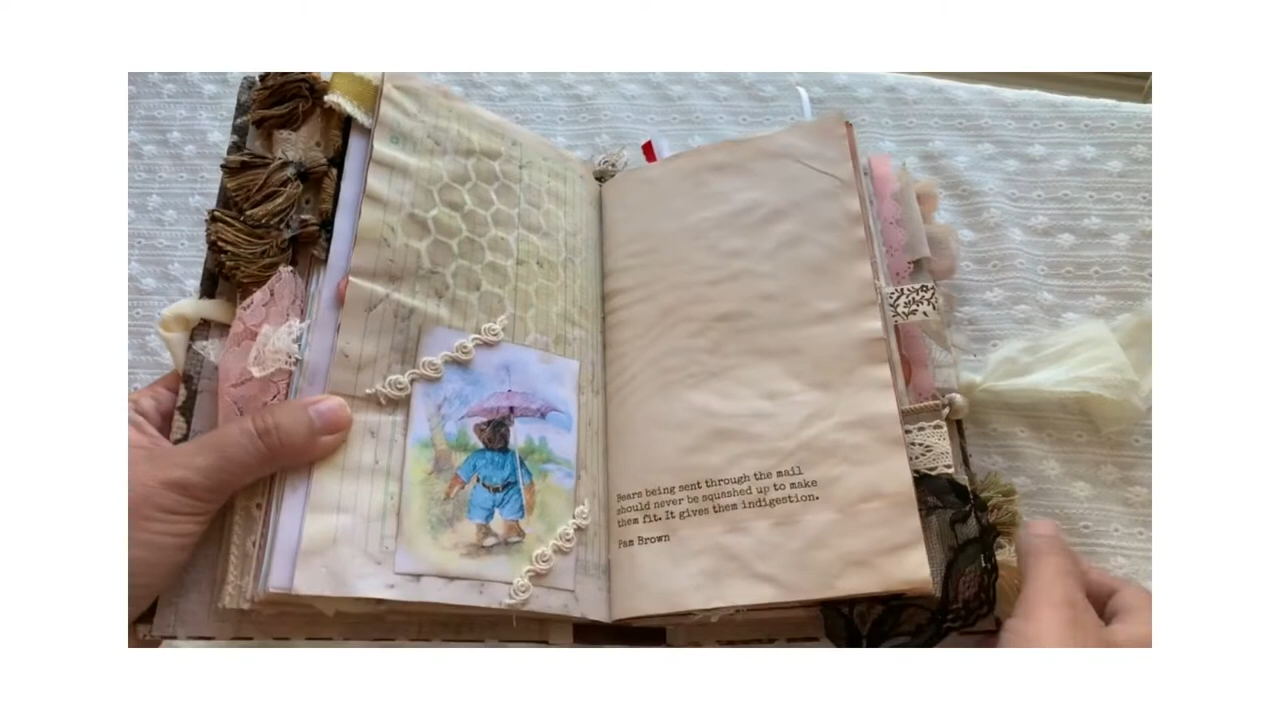 Bears being sent through the mail
should never be squashed up to make
them fit. It gives them indigestion.
Pam Brown